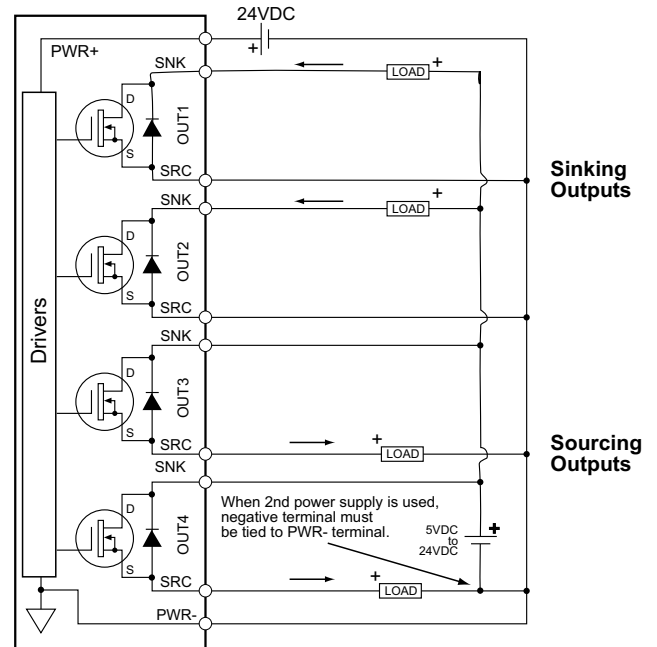 24VDC
+
PWR+
SNK
LOAD
+
D
S
OUT1
SRC
Sinking
Outputs
SNK
LOAD
+
D
S
OUT2
SRC
Drivers
SNK
D
S
OUT3
SRC
+
LOAD
Sourcing
Outputs
SNK
When 2nd power supply is used,
negative terminal must
be tied to PWR- terminal.
5VDC
to
24VDC
+
D
S
OUT4
SRC
+
LOAD
PWR-